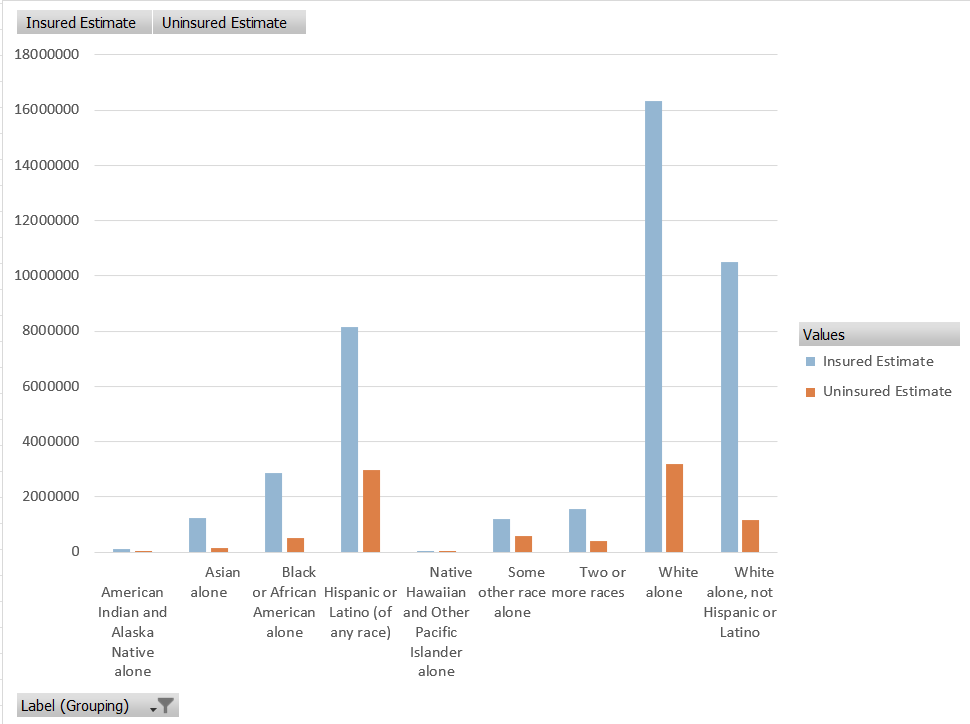 Insured Estimate
Uninsured Estimate
18000000
16000000
14000000
12000000
10000000
8000000
6000000
4000000
2000000
0
American
Indian and
Alaska
Native
alone
Asian
alone
Black
or African
American
alone
Hispanic or
Latino (of
any race)
Native
Hawaiian
and Other
Pacific
Islander
alone
Some
other race
alone
Two or
more races
White
alone
White
alone, not
Hispanic or
Latino
Values
Insured Estimate
Uninsured Estimate
Label (Grouping)